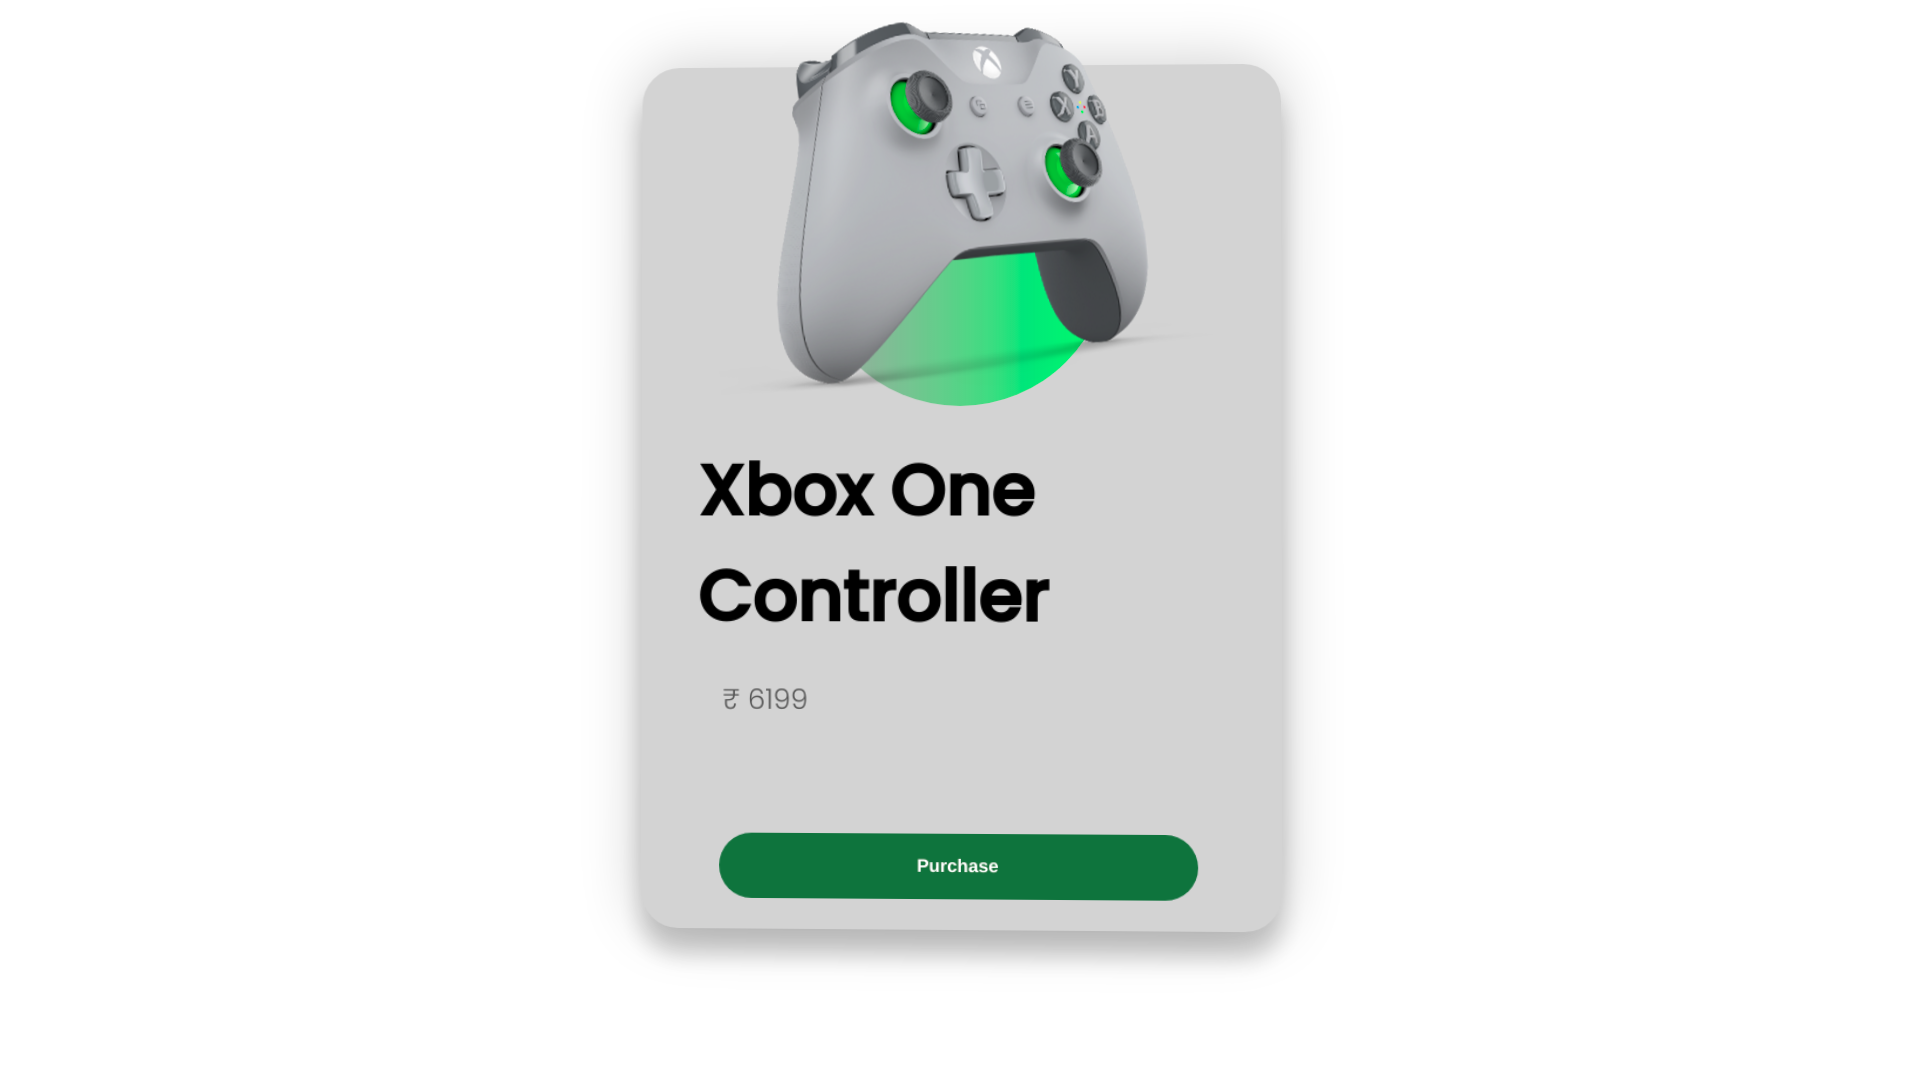 Y
X
B
A
Xbox One
Controller
₹ 6199
Purchase